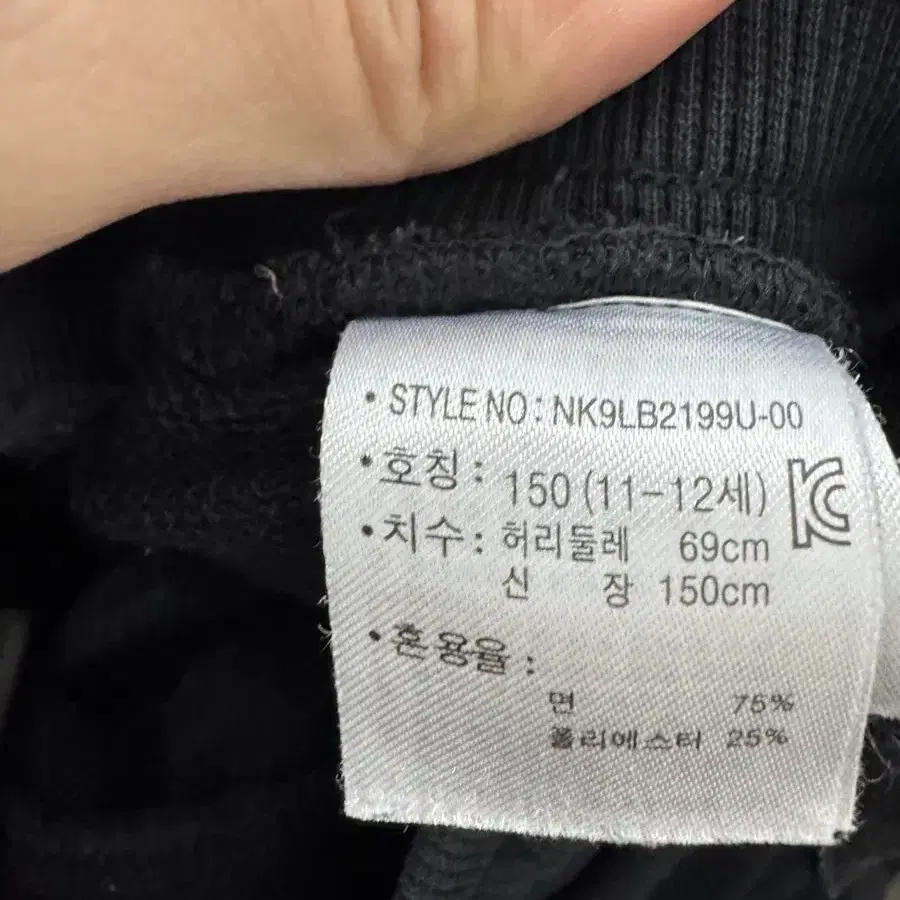 • STYLE NO : NK9LB2199U-00
• 호칭 : 150 (11-12세)
• 치수 : 허리둘레 69cm
신 장 150cm
• 혼용율 :
면 75%
폴리에스터 25%